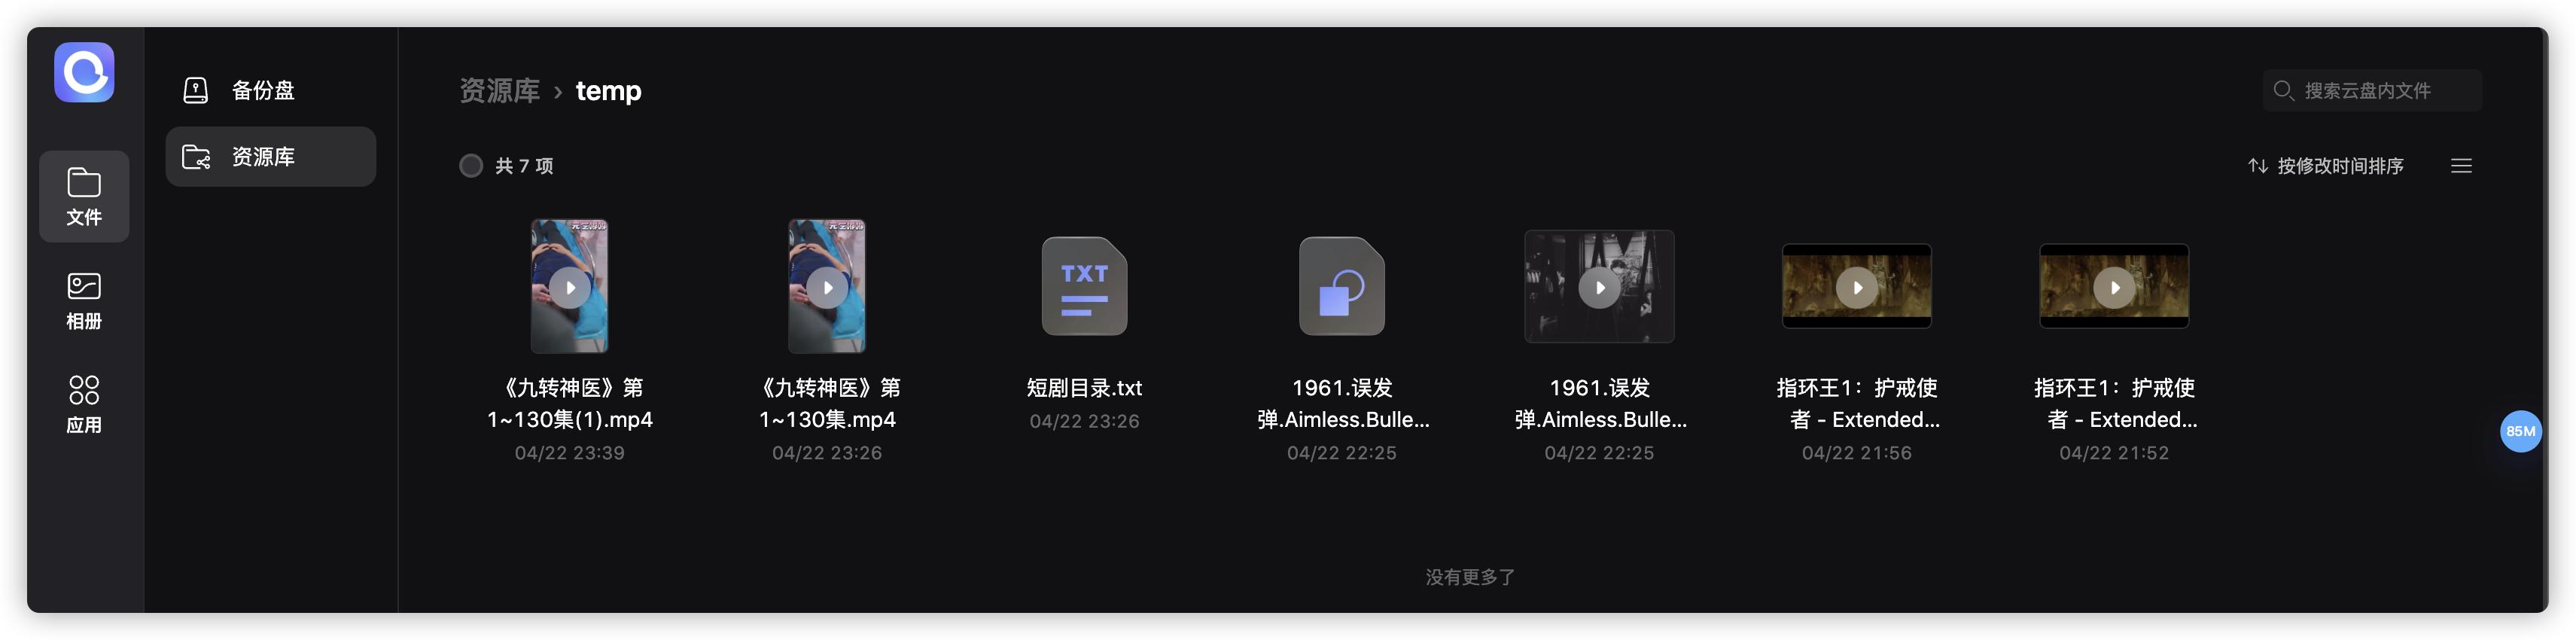 备份盘
资源库
文件
相册
应用
资源库 › temp
搜索云盘内文件
共 7 项
按修改时间排序
TXT
《九转神医》第
1~130集(1).mp4
04/22 23:39
《九转神医》第
1~130集.mp4
04/22 23:26
短剧目录.txt
04/22 23:26
1961.误发
弹.Aimless.Bulle...
04/22 22:25
1961.误发
弹.Aimless.Bulle...
04/22 22:25
指环王1：护戒使
者 - Extended...
04/22 21:56
指环王1：护戒使
者 - Extended...
04/22 21:52
85M
没有更多了